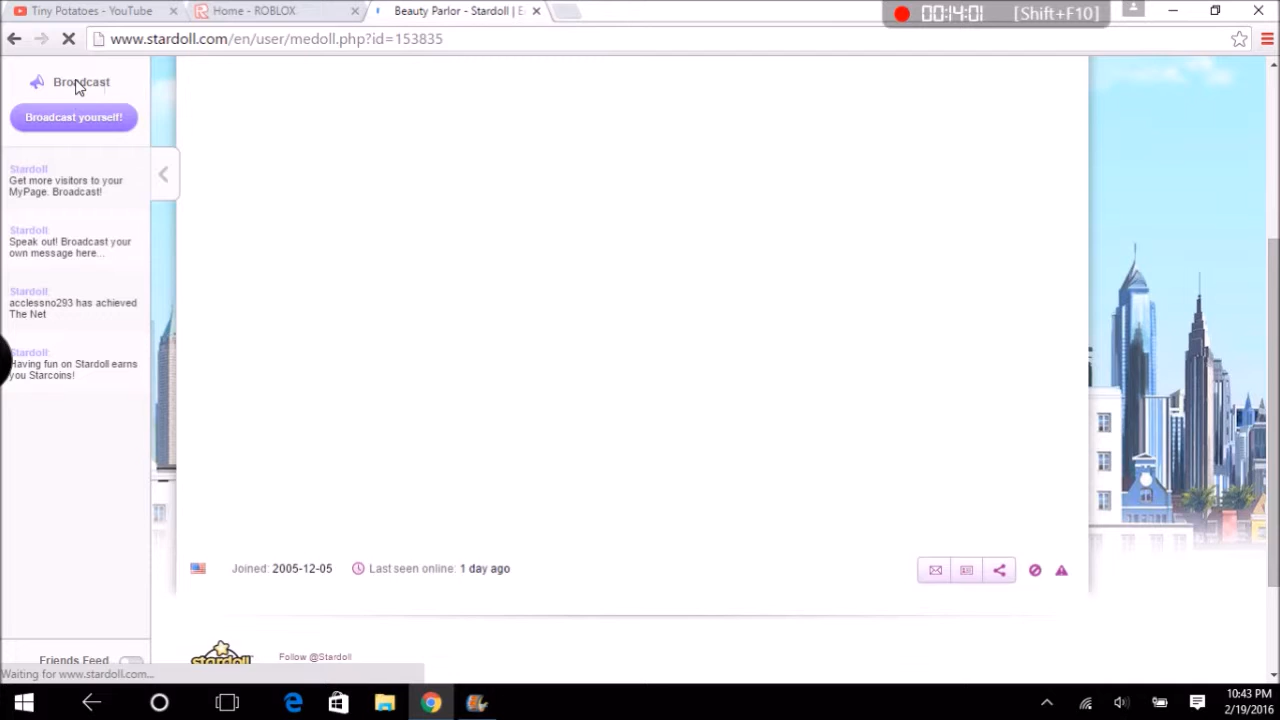 Tiny Potatoes - YouTube
Home - ROBLOX
Beauty Parlor - Stardoll | E
00:14:01 [Shift+F10]
www.stardoll.com/en/user/medoll.php?id=153835
Broadcast
Broadcast yourself!
Stardoll:
Get more visitors to your
MyPage. Broadcast!
Stardoll:
Speak out! Broadcast your
own message here...
Stardoll:
acclessno293 has achieved
The Net
Stardoll:
Having fun on Stardoll earns
you Starcoins!
Joined: 2005-12-05
Last seen online: 1 day ago
stardoll
Follow @Stardoll
Friends Feed
Waiting for www.stardoll.com...
10:43 PM
2/19/2016